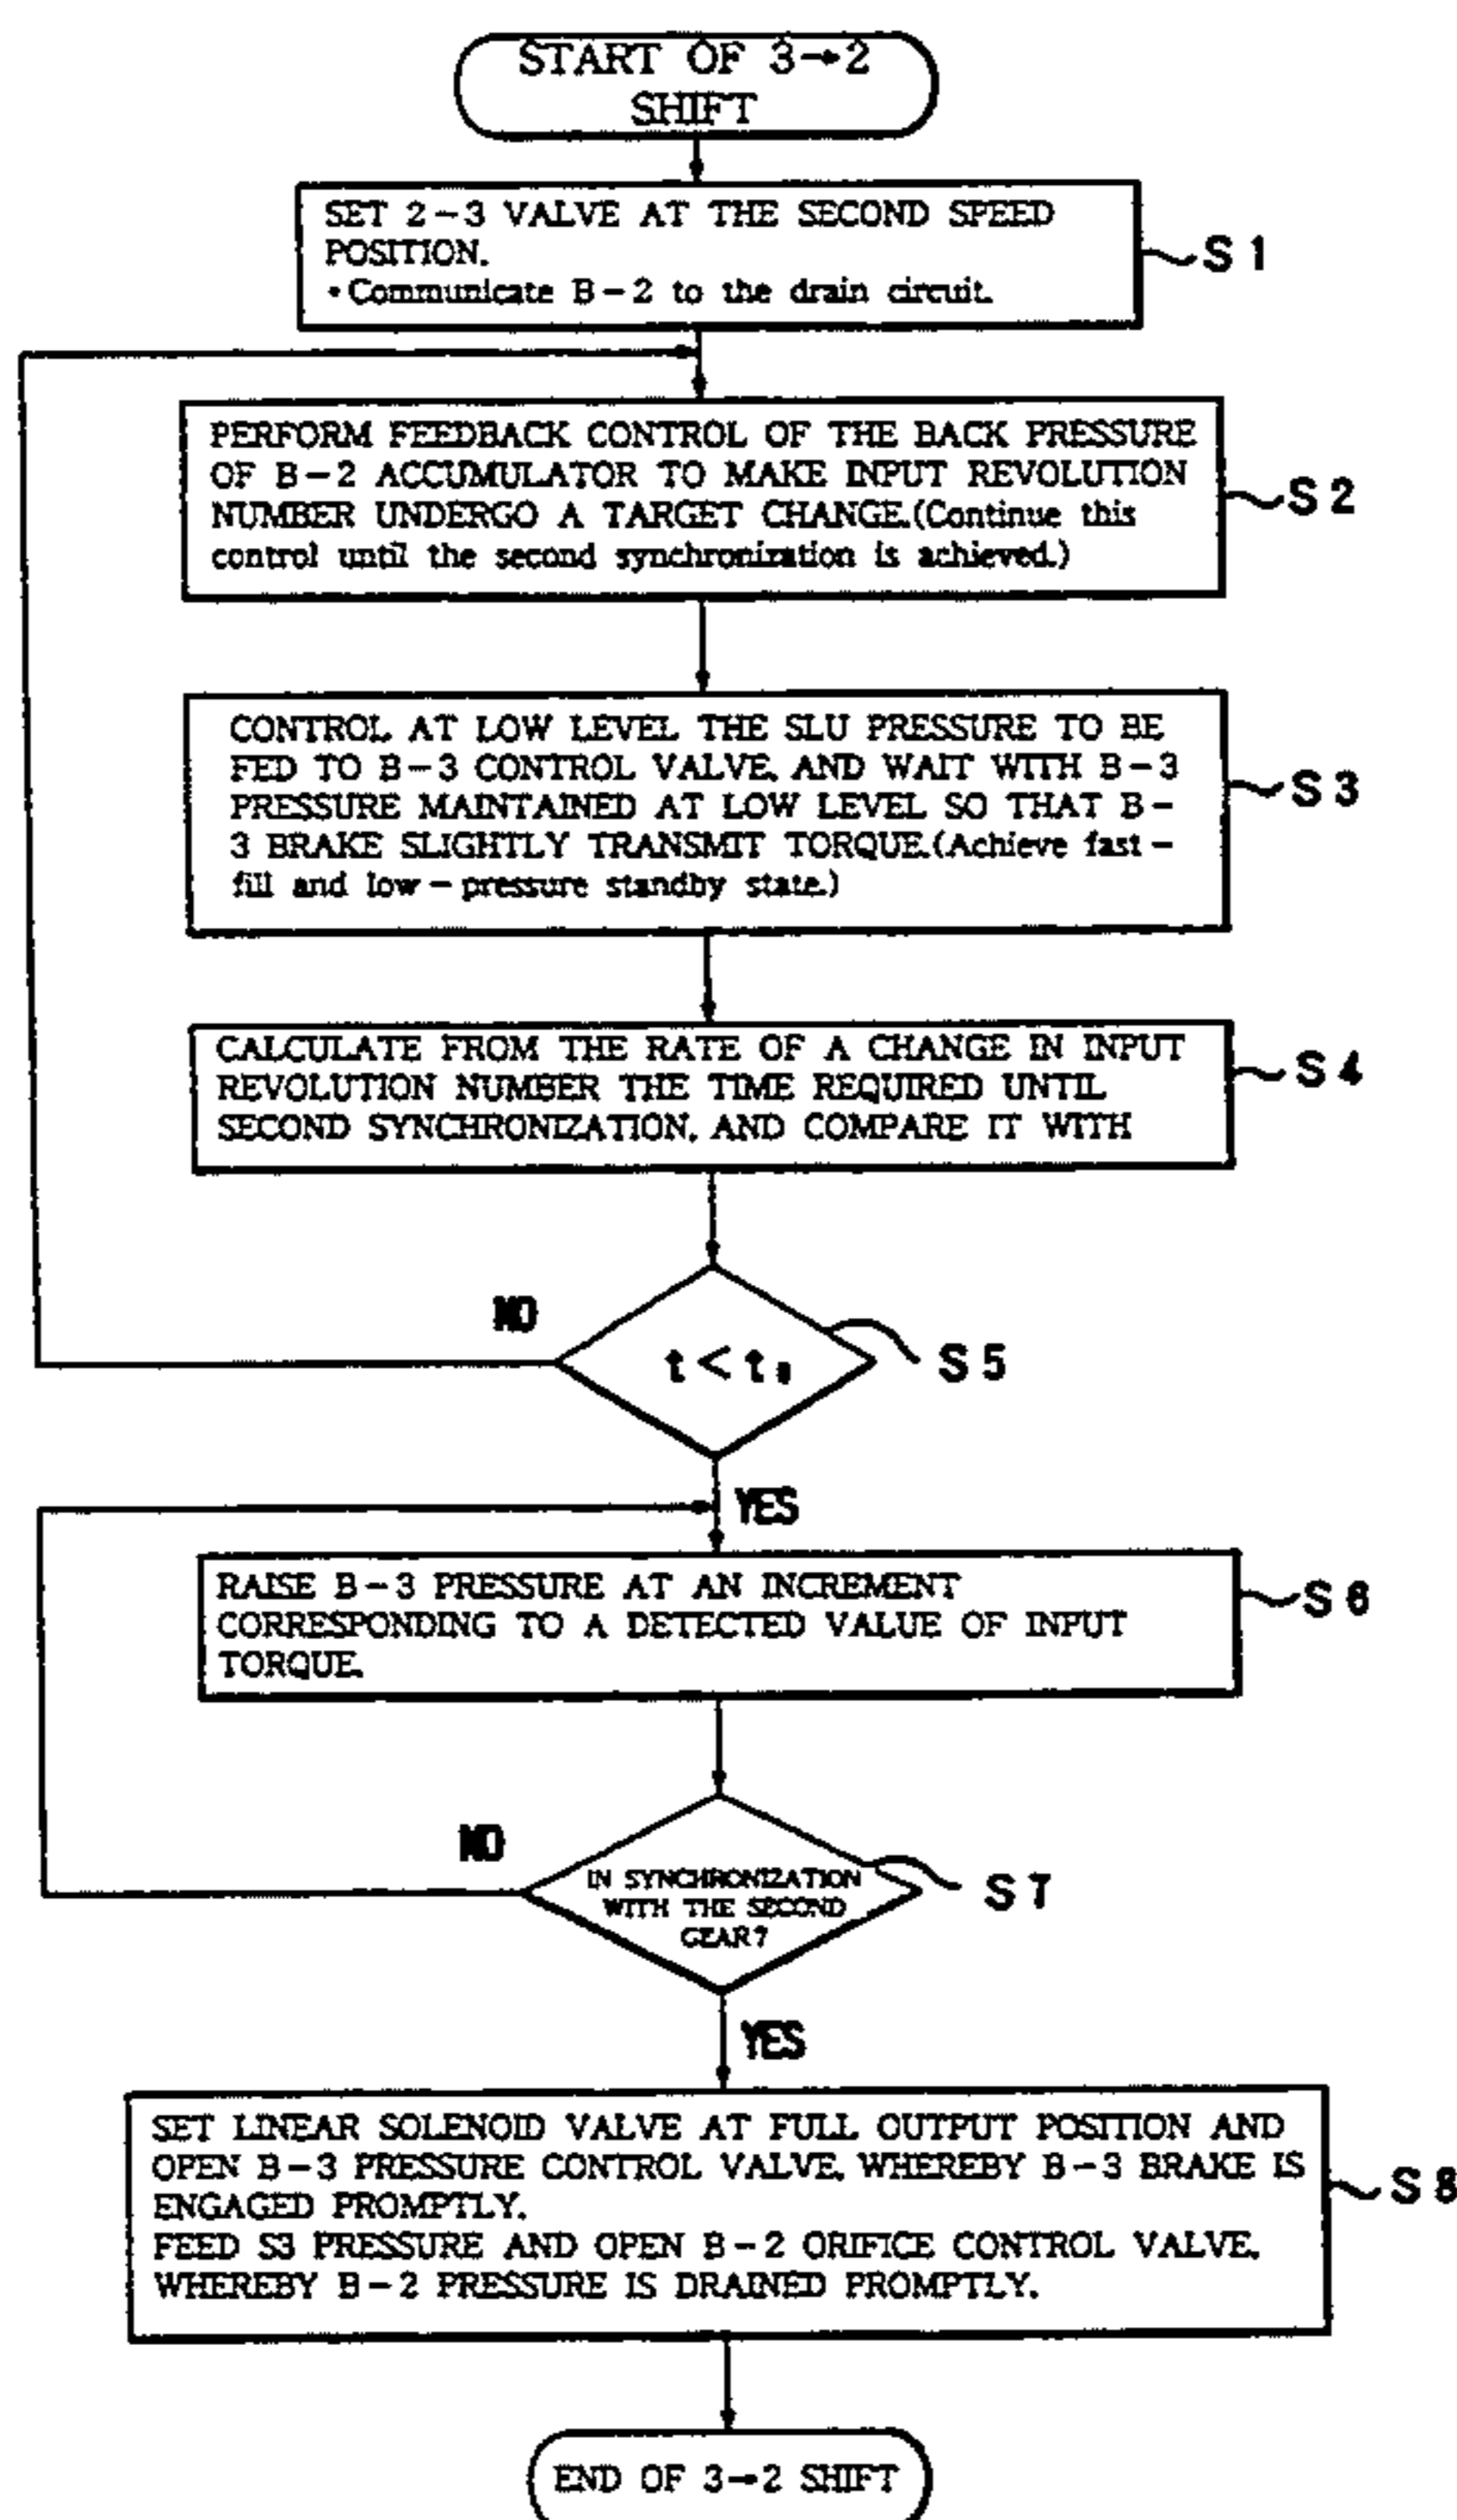 START OF 3→2
SHIFT
SET 2-3 VALVE AT THE SECOND SPEED
POSITION.
•Communicate B-2 to the drain circuit.
S1
PERFORM FEEDBACK CONTROL OF THE BACK PRESSURE
OF B-2 ACCUMULATOR TO MAKE INPUT REVOLUTION
NUMBER UNDERGO A TARGET CHANGE.(Continue this
control until the second synchronization is achieved.)
S2
CONTROL AT LOW LEVEL THE SLU PRESSURE TO BE
FED TO B-3 CONTROL VALVE, AND WAIT WITH B-3
PRESSURE MAINTAINED AT LOW LEVEL SO THAT B-
3 BRAKE SLIGHTLY TRANSMIT TORQUE.(Achieve fast-
fill and low-pressure standby state.)
S3
CALCULATE FROM THE RATE OF A CHANGE IN INPUT
REVOLUTION NUMBER THE TIME REQUIRED UNTIL
SECOND SYNCHRONIZATION, AND COMPARE IT WITH
S4
NO
t < t
S5
YES
RAISE B-3 PRESSURE AT AN INCREMENT
CORRESPONDING TO A DETECTED VALUE OF INPUT
TORQUE.
S6
NO
IN SYNCHRONIZATION
WITH THE SECOND
GEAR?
S7
YES
SET LINEAR SOLENOID VALVE AT FULL OUTPUT POSITION AND
OPEN B-3 PRESSURE CONTROL VALVE, WHEREBY B-3 BRAKE IS
ENGAGED PROMPTLY.
FEED S3 PRESSURE AND OPEN B-2 ORIFICE CONTROL VALVE,
WHEREBY B-2 PRESSURE IS DRAINED PROMPTLY.
S8
END OF 3→2 SHIFT